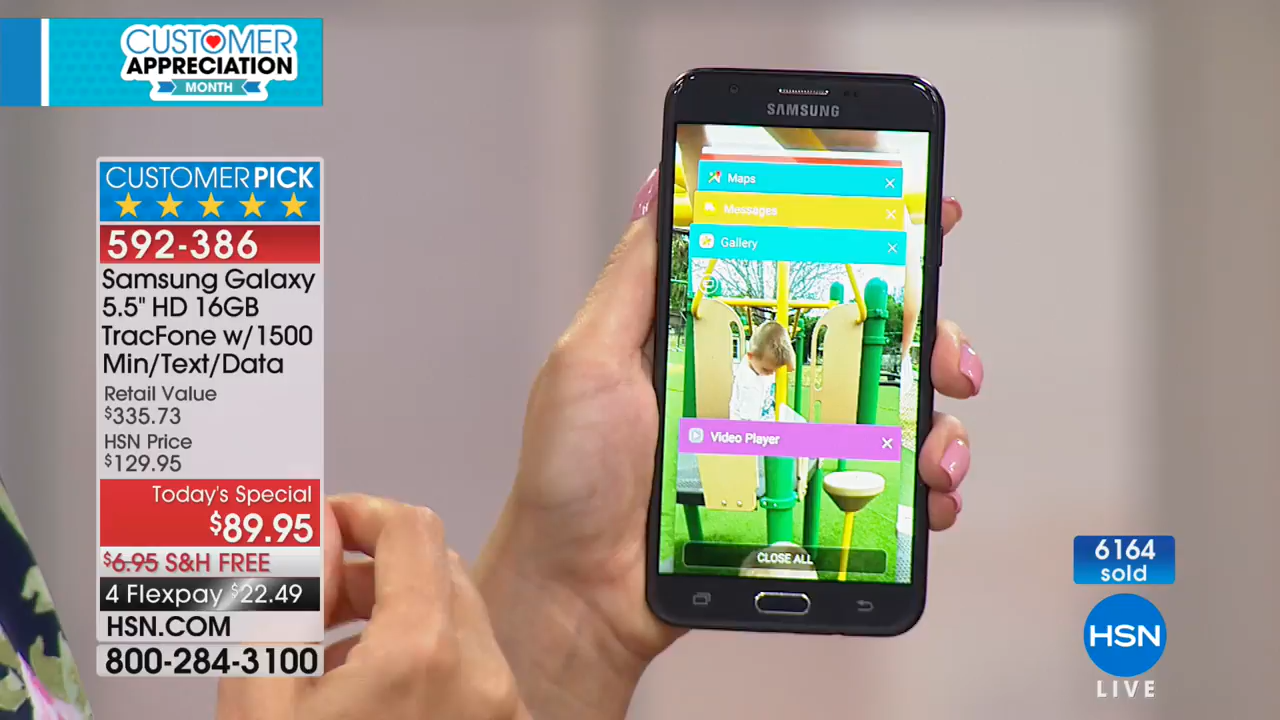 CUSTOMER
APPRECIATION
MONTH
CUSTOMER PICK
592-386
Samsung Galaxy
5.5" HD 16GB
TracFone w/1500
Min/Text/Data
Retail Value
$335.73
HSN Price
$129.95
Today's Special
$89.95
$6.95 S&H FREE
4 Flexpay $22.49
HSN.COM
800-284-3100
SAMSUNG
Maps
Messages
Gallery
Video Player
CLOSE ALL
6164
sold
HSN
LIVE